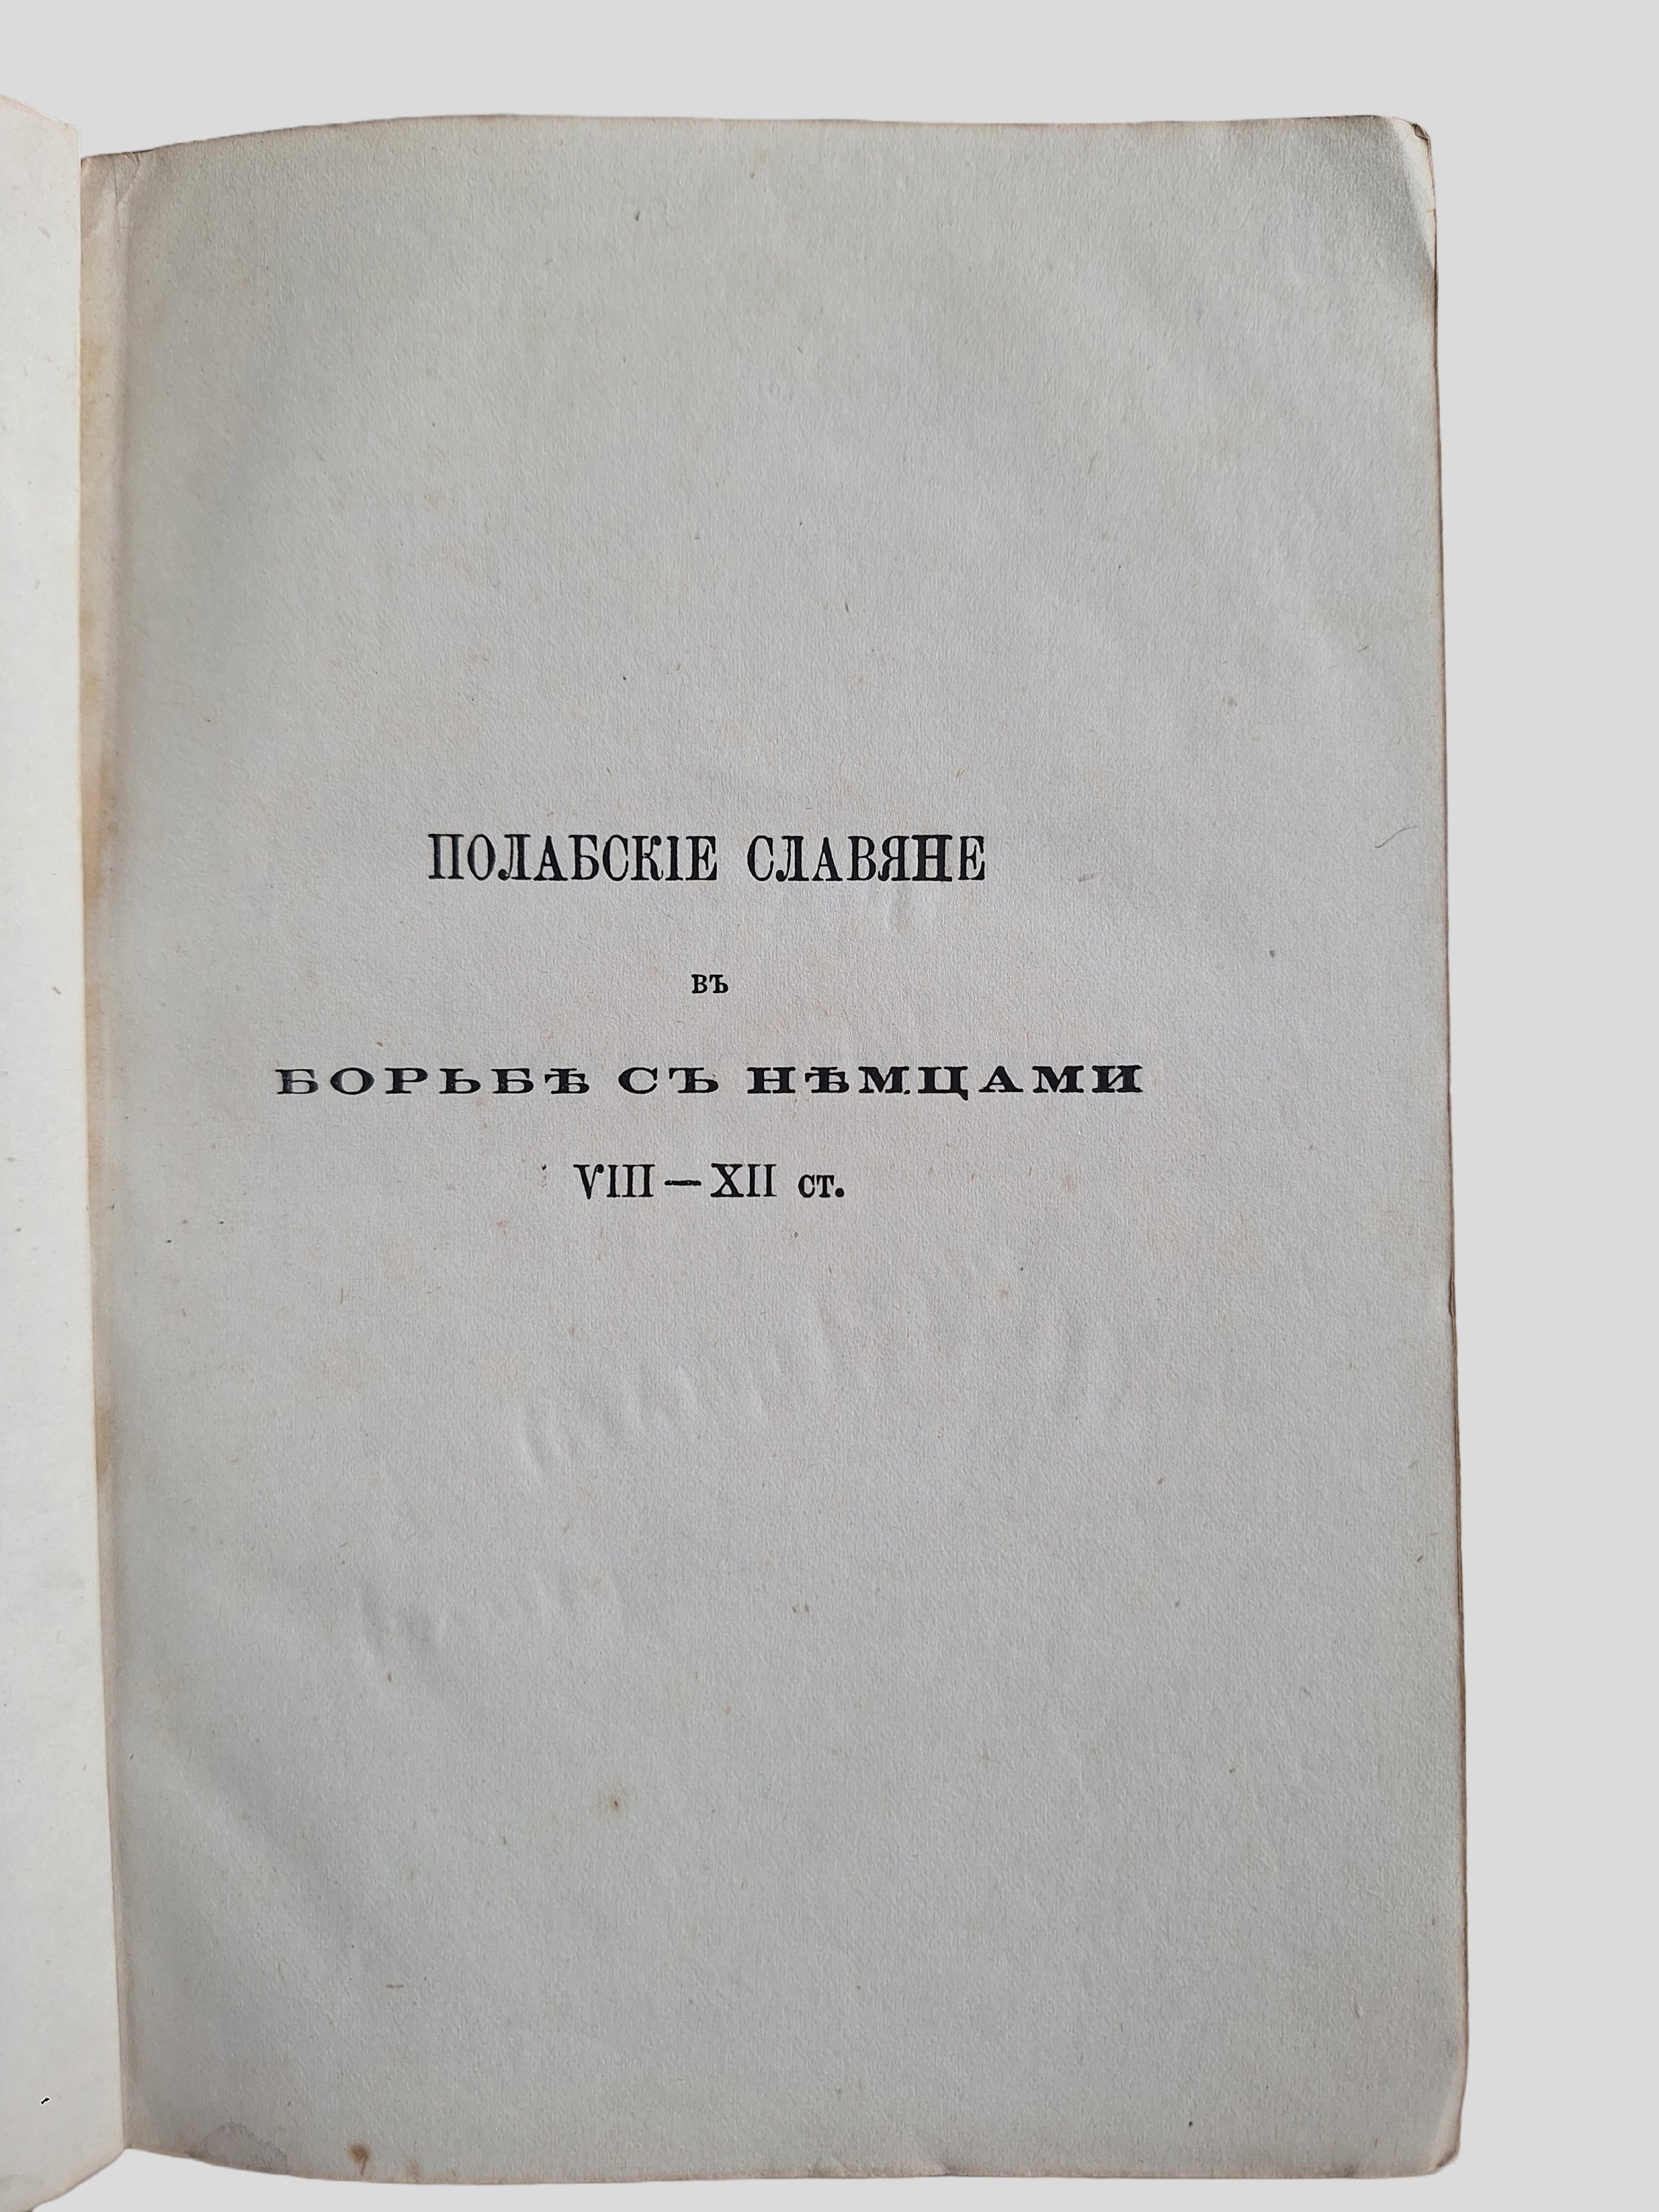 ПОЛАБСКІЕ СЛАВЯНЕ
въ
БОРЬБѢ СЪ НѢМЦАМИ
VIII—XII ст.